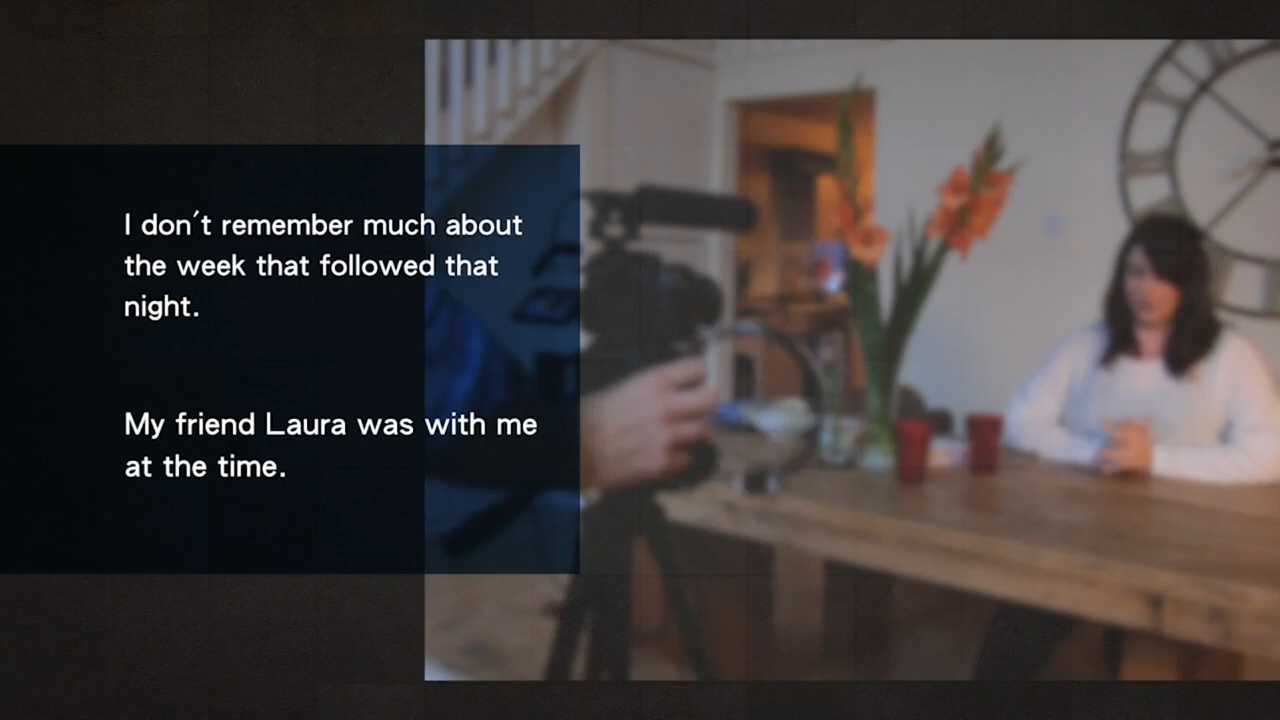 I don't remember much about
the week that followed that
night.
My friend Laura was with me
at the time.